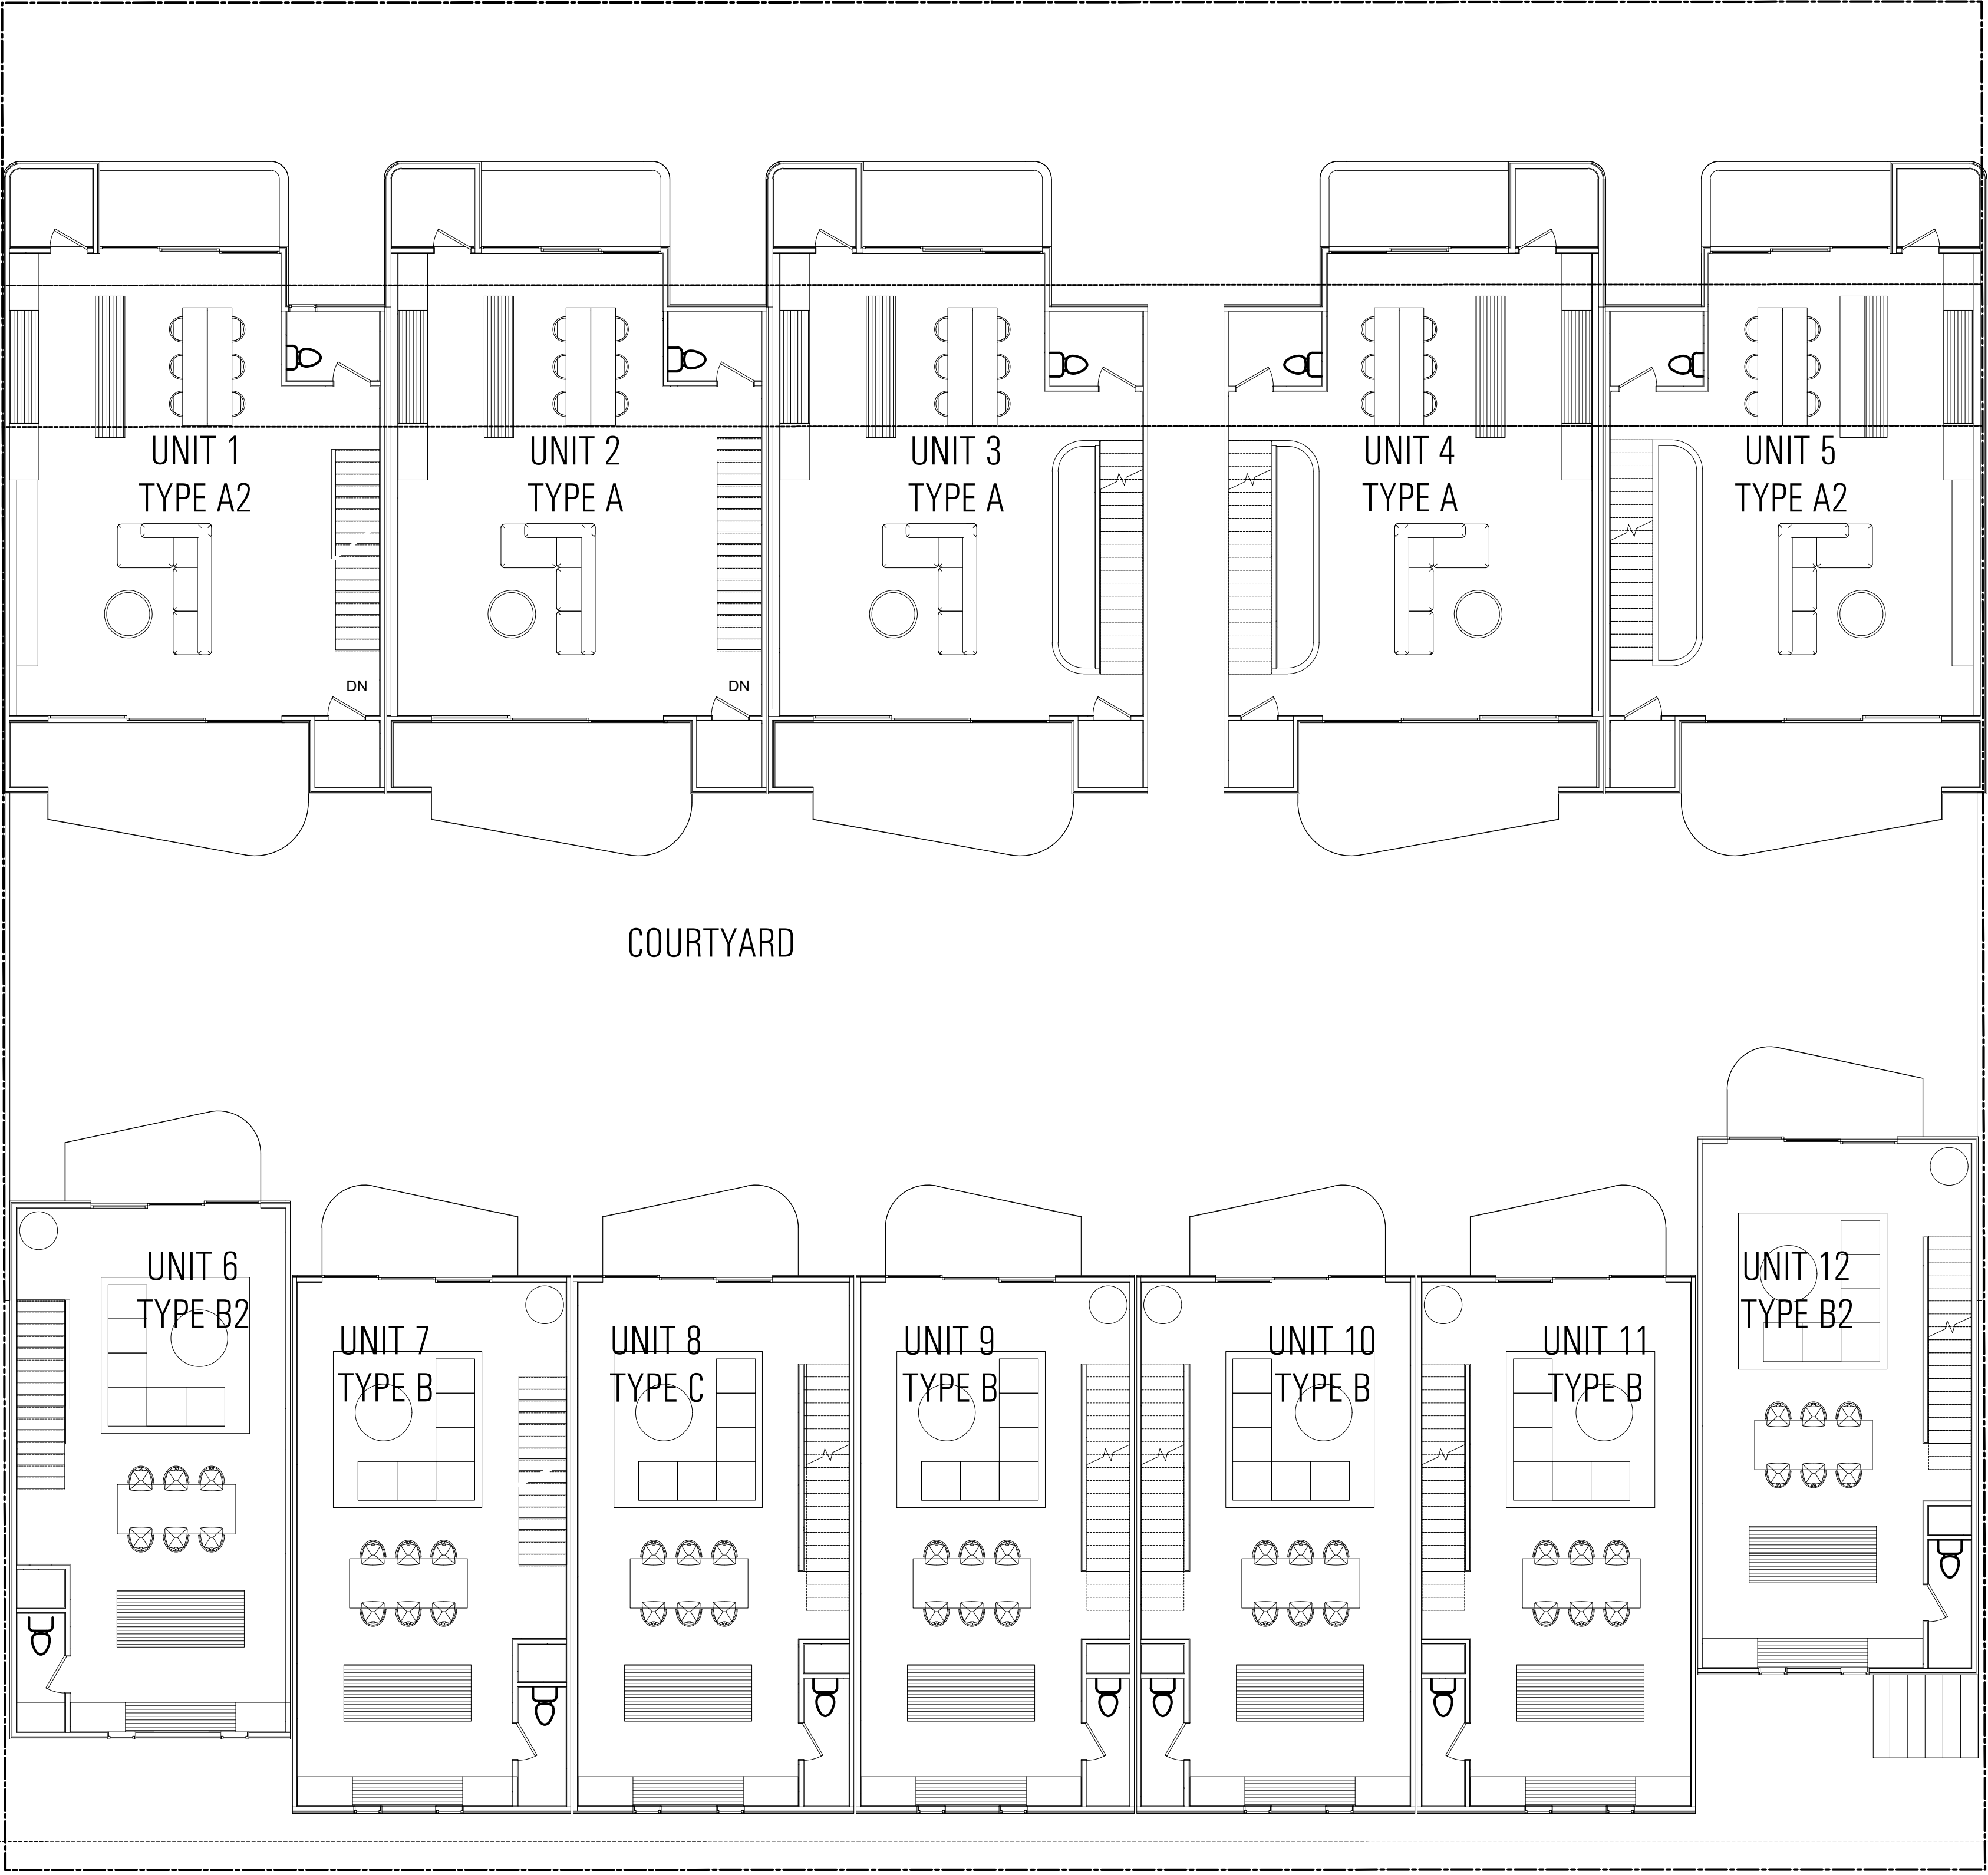 UNIT 1
TYPE A2
UNIT 2
TYPE A
UNIT 3
TYPE A
UNIT 4
TYPE A
UNIT 5
TYPE A2
DN
DN
COURTYARD
UNIT 6
TYPE B2
UNIT 7
TYPE B
UNIT 8
TYPE C
UNIT 9
TYPE B
UNIT 10
TYPE B
UNIT 11
TYPE B
UNIT 12
TYPE B2